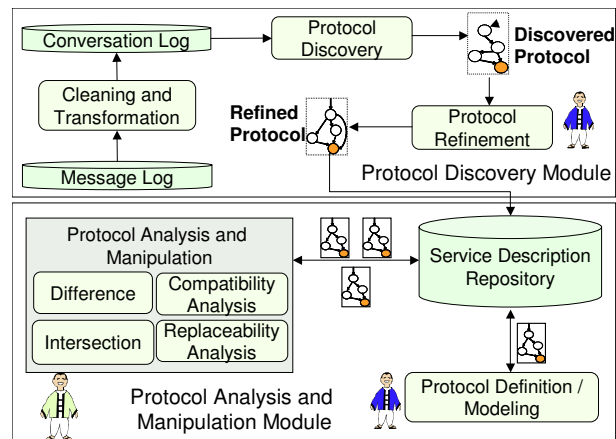 Conversation Log
Protocol
Discovery
Discovered
Protocol
Cleaning and
Transformation
Refined
Protocol
Protocol
Refinement
Message Log
Protocol Discovery Module
Protocol Analysis and
Manipulation
Difference
Compatibility
Analysis
Intersection
Replaceability
Analysis
Service Description
Repository
Protocol Analysis and
Manipulation Module
Protocol Definition /
Modeling